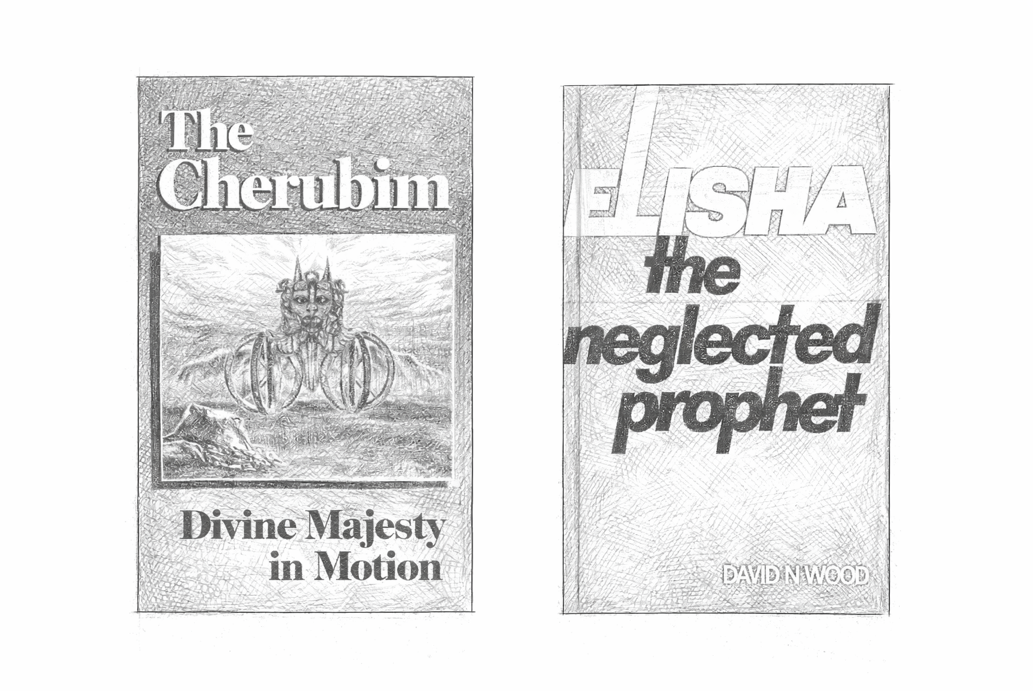 The
Cherubim
Divine Majesty
in Motion
ELISHA
the
neglected
prophet
DAVID N WOOD